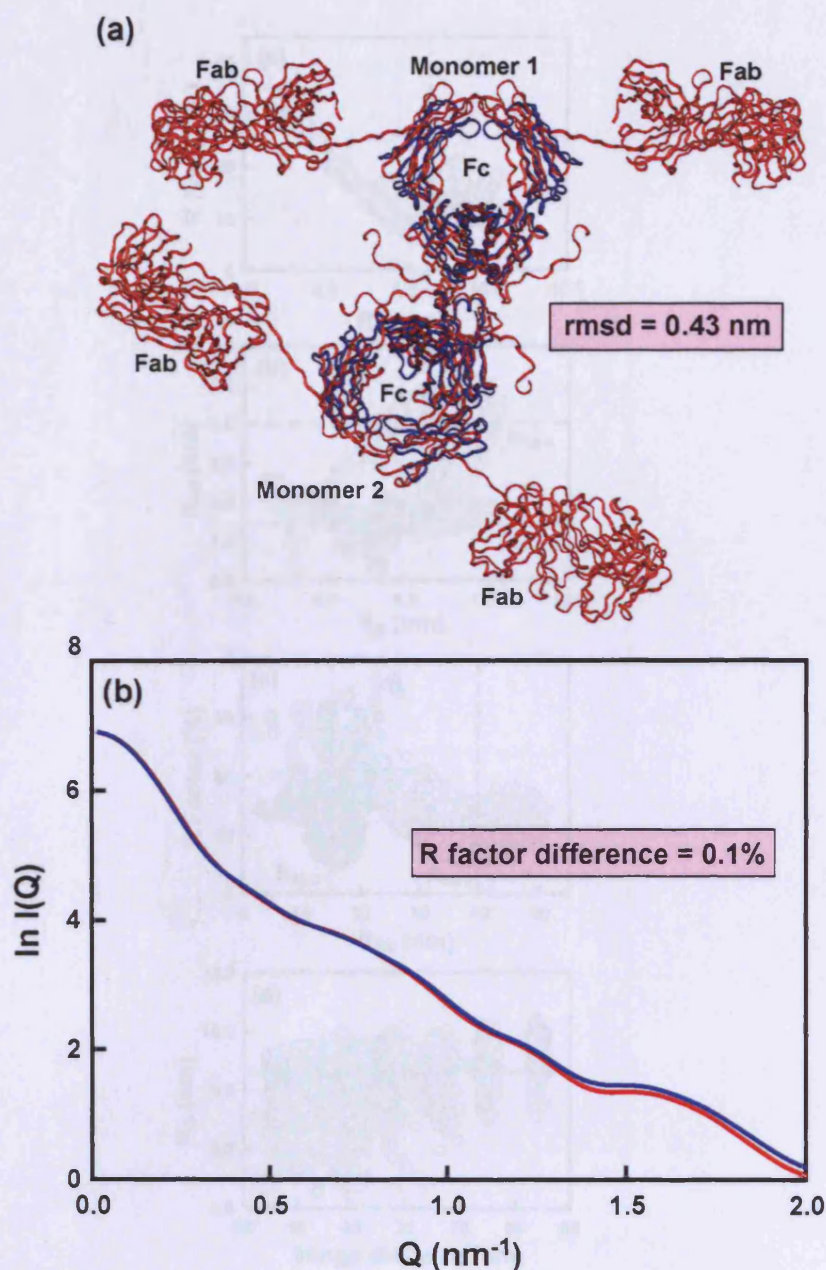 (a)
Fab
Monomer 1
Fab
Fc
rmsd = 0.43 nm
Fab
Fc
Monomer 2
Fab
8
(b)
6
R factor difference = 0.1%
ln I(Q)
4
2
0
0.0 0.5 1.0 1.5 2.0
Q (nm⁻¹)